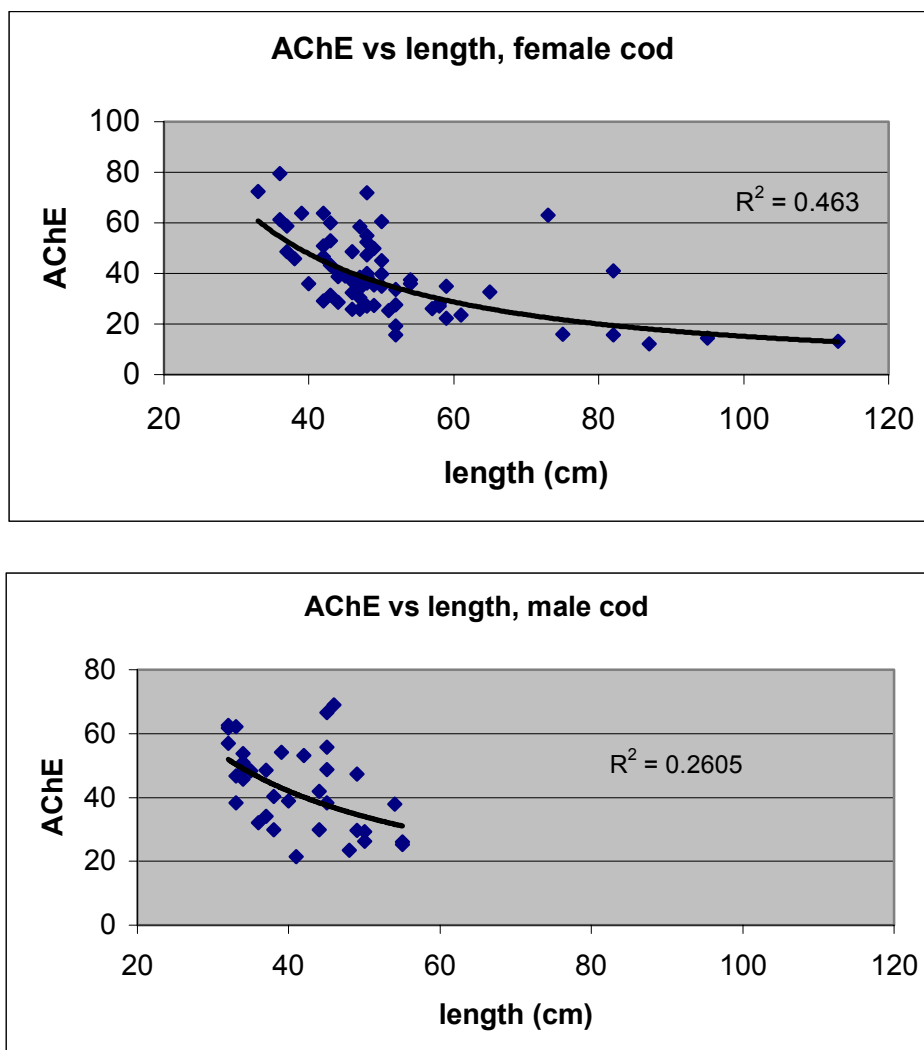 AChE vs length, female cod
100
80
60
40
20
0
AChE
R² = 0.463
20 40 60 80 100 120
length (cm)
AChE vs length, male cod
80
60
40
20
0
AChE
R² = 0.2605
20 40 60 80 100 120
length (cm)